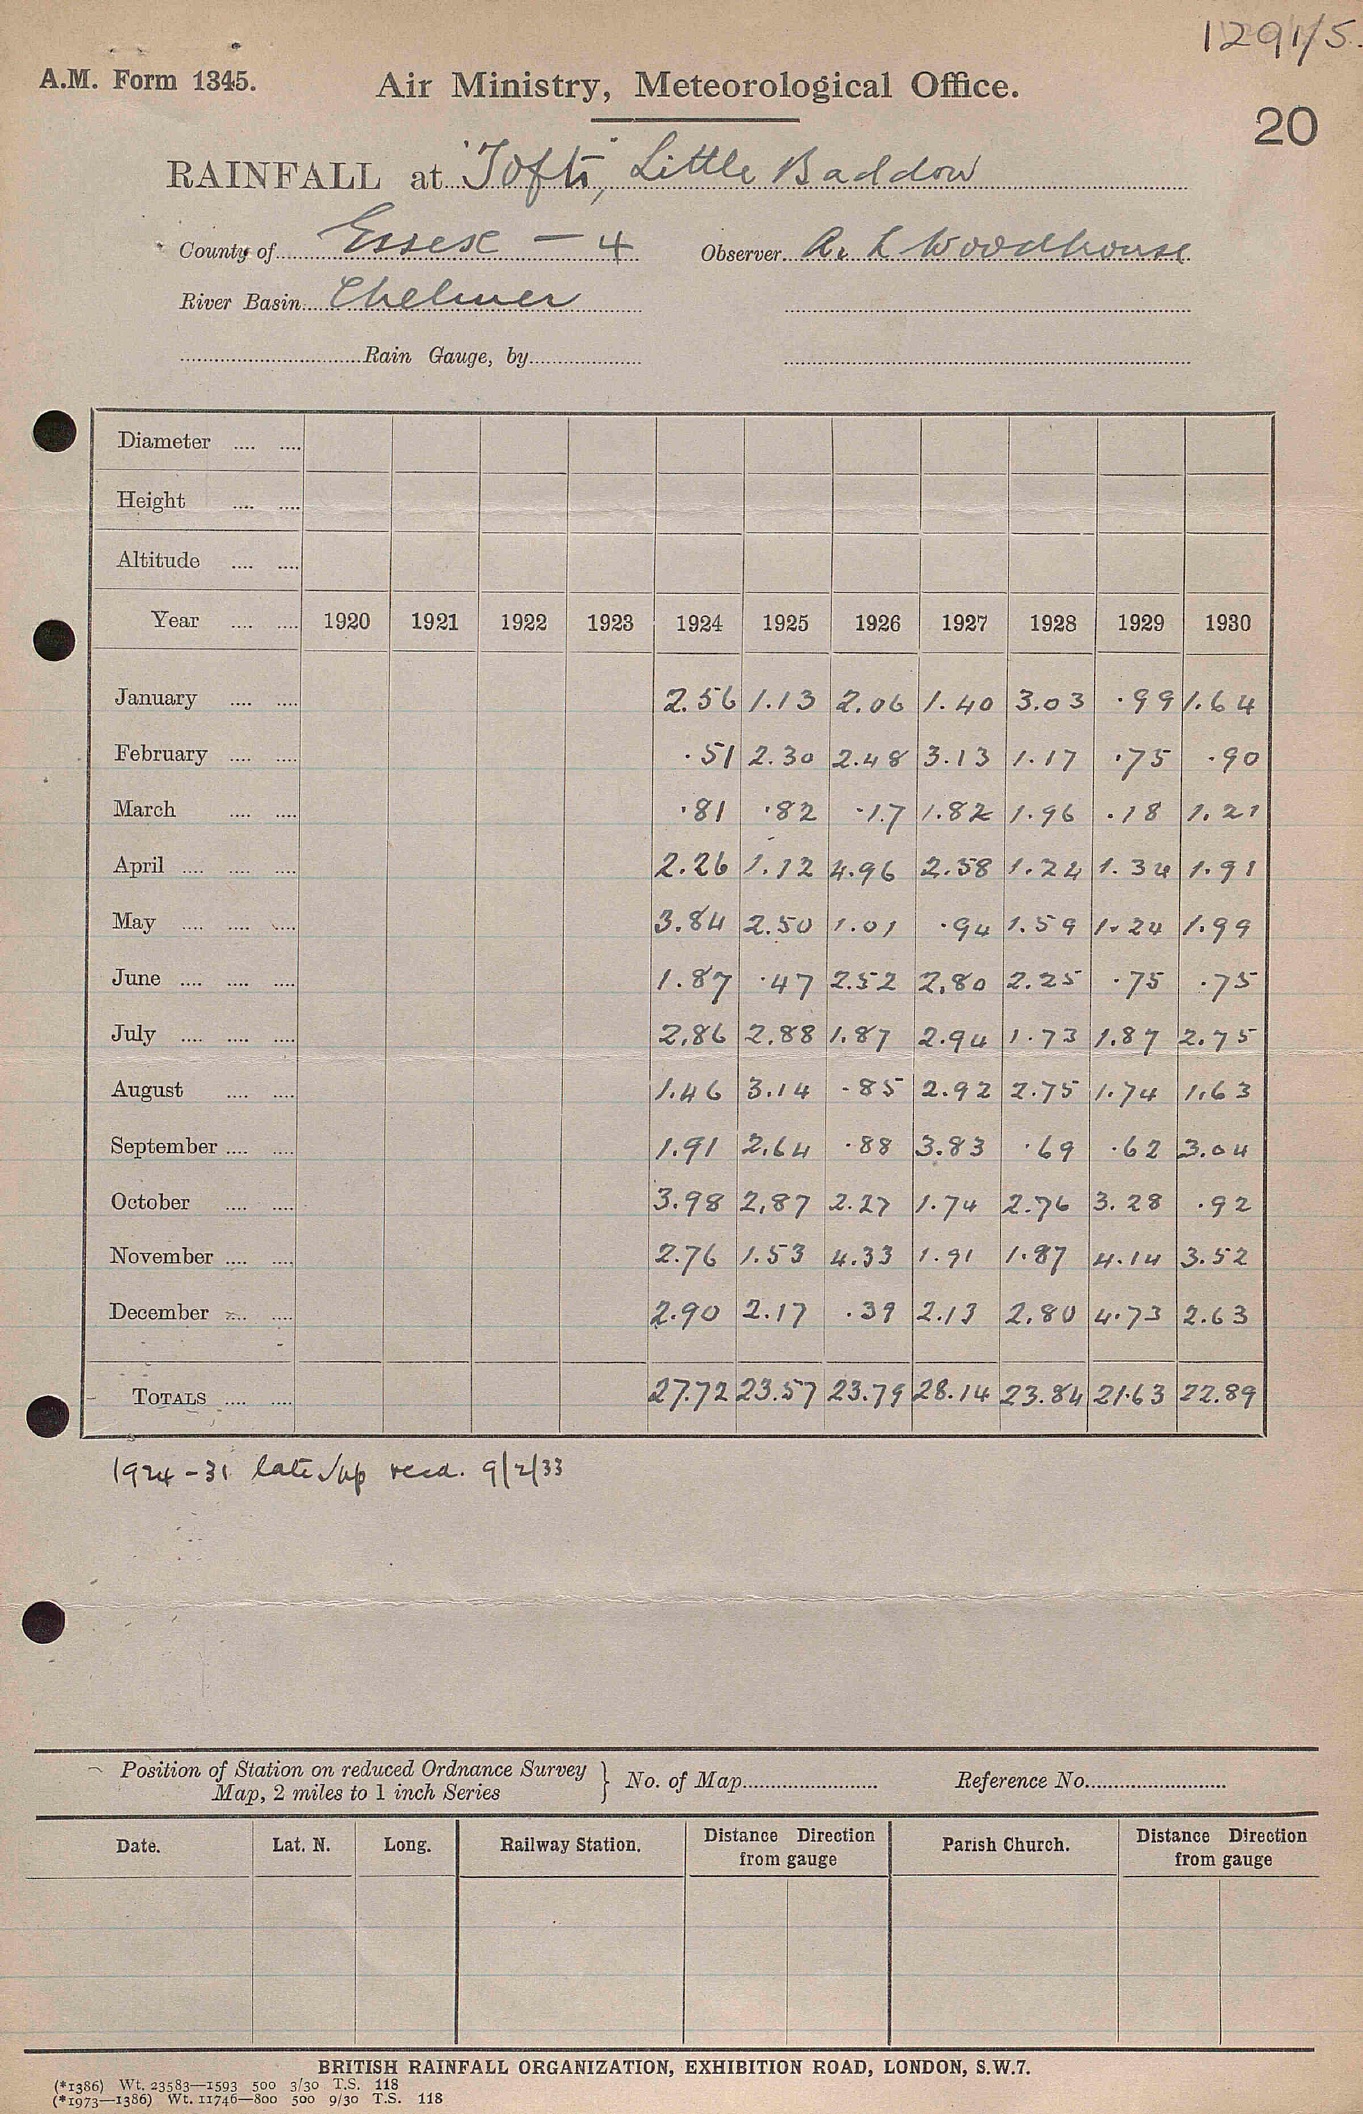 1291/5.
A.M. Form 1345. Air Ministry, Meteorological Office.
20
RAINFALL at "Tofts", Little Baddow
County of Essex — 4 Observer A. L Woodhouse
River Basin Chelmer
Rain Gauge, by
Diameter
Height
Altitude
Year 1920 1921 1922 1923 1924 1925 1926 1927 1928 1929 1930
January 2.56 1.13 2.06 1.40 3.03 .99 1.64
February .51 2.30 2.48 3.13 1.17 .75 .90
March .81 .82 .17 1.82 1.96 .18 1.21
April 2.26 1.12 4.96 2.58 1.24 1.34 1.91
May 3.84 2.50 1.01 .94 1.59 1.24 1.99
June 1.87 .47 2.52 2.80 2.25 .75 .75
July 2.86 2.88 1.87 2.94 1.73 1.87 2.75
August 1.46 3.14 .85 2.92 2.75 1.74 1.63
September 1.91 2.64 .88 3.83 .69 .62 3.04
October 3.98 2.87 2.27 1.74 2.76 3.28 .92
November 2.76 1.53 4.33 1.91 1.87 4.14 3.52
December 2.90 2.17 .39 2.13 2.80 4.73 2.63
TOTALS 27.72 23.57 23.79 28.14 23.84 21.63 22.89
1924-31 late recd. 9/2/33
Position of Station on reduced Ordnance Survey
Map, 2 miles to 1 inch Series } No. of Map Reference No.
Date. Lat. N. Long. Railway Station. Distance Direction from gauge Parish Church. Distance Direction from gauge
BRITISH RAINFALL ORGANIZATION, EXHIBITION ROAD, LONDON, S.W.7.
(*1386) Wt. 23583—1593 500 3/30 T.S. 118
(*1973—1386) Wt. 11746—800 500 9/30 T.S. 118